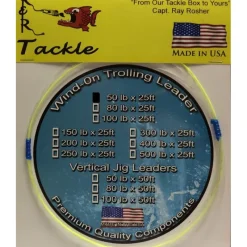 "From Our Tackle Box to Yours"
Capt. Ray Rosher
Tackle
MADE IN USA
Wind On Trolling Leader
50 lb x 25ft
80 lb x 25ft
100 lb x 25ft
150 lb x 25ft 300 lb x 25ft
200 lb x 25ft 400 lb x 25ft
250 lb x 25ft 500 lb x 25ft
Vertical Jig Leaders
50 lb x 50ft
80 lb x 50ft
100 lb x 50ft
Premium Quality Components